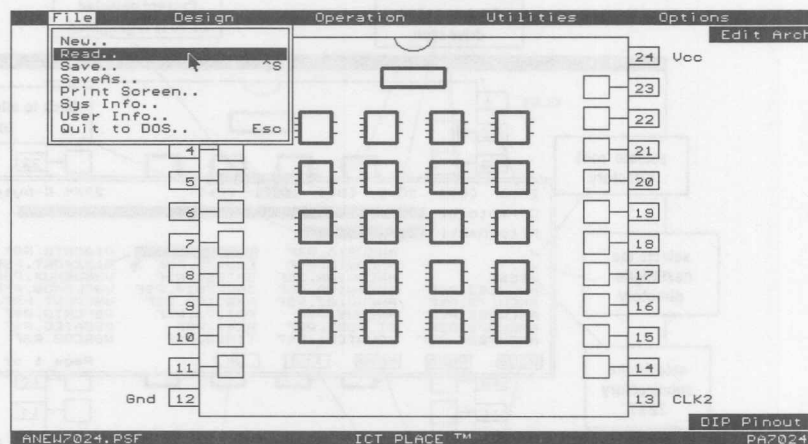 File Design Operation Utilities Options
Edit Arch
New..
Read..
Save.. ^S
SaveAs..
Print Screen..
Sys Info..
User Info..
Quit to DOS.. Esc
24 Vcc
23
22
4 21
5 20
6 19
7 18
8 17
9 16
10 15
11 14
Gnd 12 13 CLK2
DIP Pinout
ANEW7024.PSF ICT PLACE ™ PA7024